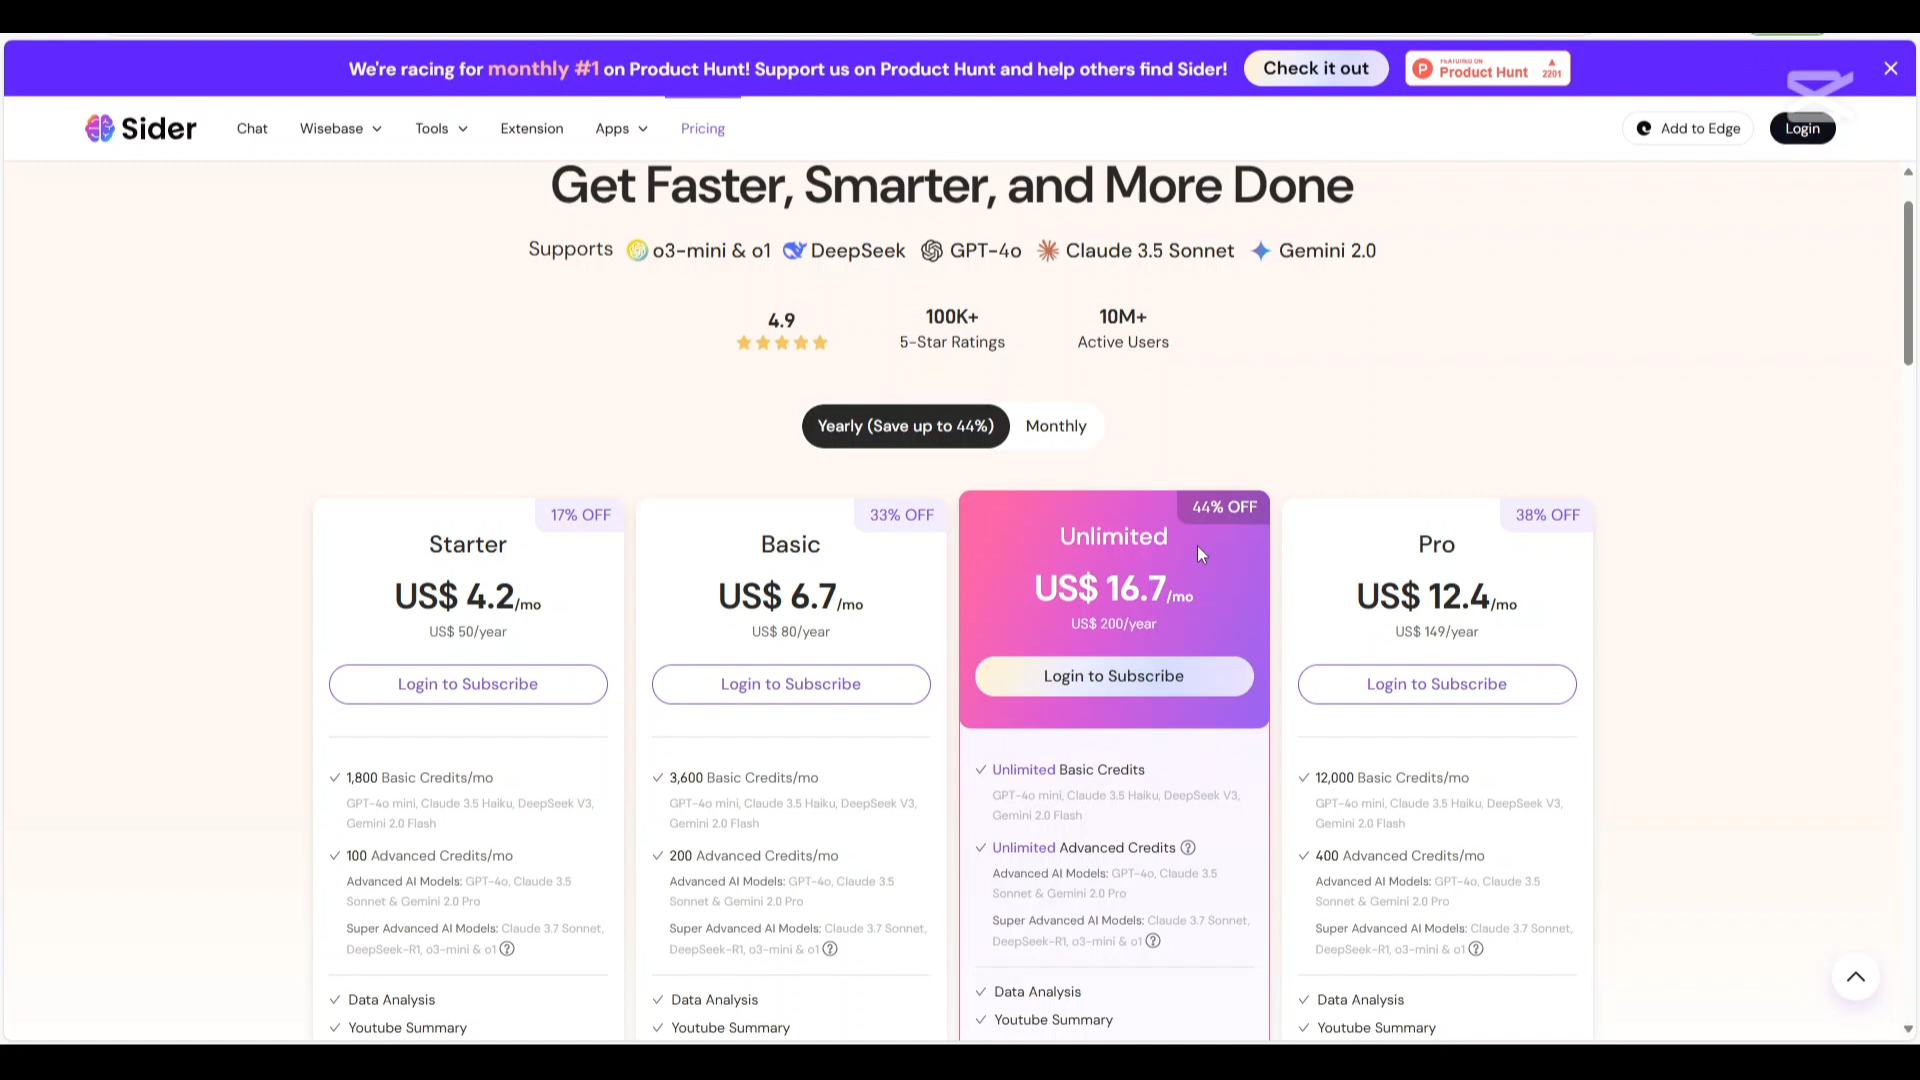 We're racing for monthly #1 on Product Hunt! Support us on Product Hunt and help others find Sider!
Check it out
FEATURED ON
Product Hunt
2201
Sider
Chat
Wisebase
Tools
Extension
Apps
Pricing
Add to Edge
Login
Get Faster, Smarter, and More Done
Supports
o3-mini & o1
DeepSeek
GPT-4o
Claude 3.5 Sonnet
Gemini 2.0
4.9
100K+
5-Star Ratings
10M+
Active Users
Yearly (Save up to 44%)
Monthly
17% OFF
Starter
US$ 4.2/mo
US$ 50/year
Login to Subscribe
1,800 Basic Credits/mo
GPT-4o mini, Claude 3.5 Haiku, DeepSeek V3,
Gemini 2.0 Flash
100 Advanced Credits/mo
Advanced AI Models: GPT-4o, Claude 3.5
Sonnet & Gemini 2.0 Pro
Super Advanced AI Models: Claude 3.7 Sonnet,
DeepSeek-R1, o3-mini & o1
Data Analysis
Youtube Summary
33% OFF
Basic
US$ 6.7/mo
US$ 80/year
Login to Subscribe
3,600 Basic Credits/mo
GPT-4o mini, Claude 3.5 Haiku, DeepSeek V3,
Gemini 2.0 Flash
200 Advanced Credits/mo
Advanced AI Models: GPT-4o, Claude 3.5
Sonnet & Gemini 2.0 Pro
Super Advanced AI Models: Claude 3.7 Sonnet,
DeepSeek-R1, o3-mini & o1
Data Analysis
Youtube Summary
44% OFF
Unlimited
US$ 16.7/mo
US$ 200/year
Login to Subscribe
Unlimited Basic Credits
GPT-4o mini, Claude 3.5 Haiku, DeepSeek V3,
Gemini 2.0 Flash
Unlimited Advanced Credits
Advanced AI Models: GPT-4o, Claude 3.5
Sonnet & Gemini 2.0 Pro
Super Advanced AI Models: Claude 3.7 Sonnet,
DeepSeek-R1, o3-mini & o1
Data Analysis
Youtube Summary
38% OFF
Pro
US$ 12.4/mo
US$ 149/year
Login to Subscribe
12,000 Basic Credits/mo
GPT-4o mini, Claude 3.5 Haiku, DeepSeek V3,
Gemini 2.0 Flash
400 Advanced Credits/mo
Advanced AI Models: GPT-4o, Claude 3.5
Sonnet & Gemini 2.0 Pro
Super Advanced AI Models: Claude 3.7 Sonnet,
DeepSeek-R1, o3-mini & o1
Data Analysis
Youtube Summary